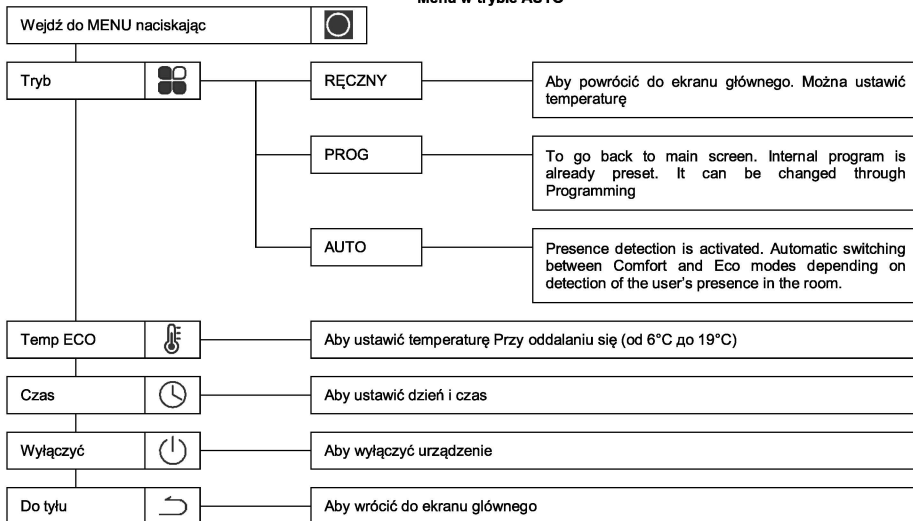 Menu w trybie AUTO
Wejdź do MENU naciskając
Tryb
RĘCZNY
Aby powrócić do ekranu głównego. Można ustawić
temperaturę
PROG
To go back to main screen. Internal program is
already preset. It can be changed through
Programming
AUTO
Presence detection is activated. Automatic switching
between Comfort and Eco modes depending on
detection of the user's presence in the room.
Temp ECO
Aby ustawić temperaturę Przy oddalaniu się (od 6°C до 19°C)
Czas
Aby ustawić dzień i czas
Wyłączyć
Aby wyłączyć urządzenie
Do tyłu
Aby wrócić do ekranu głównego